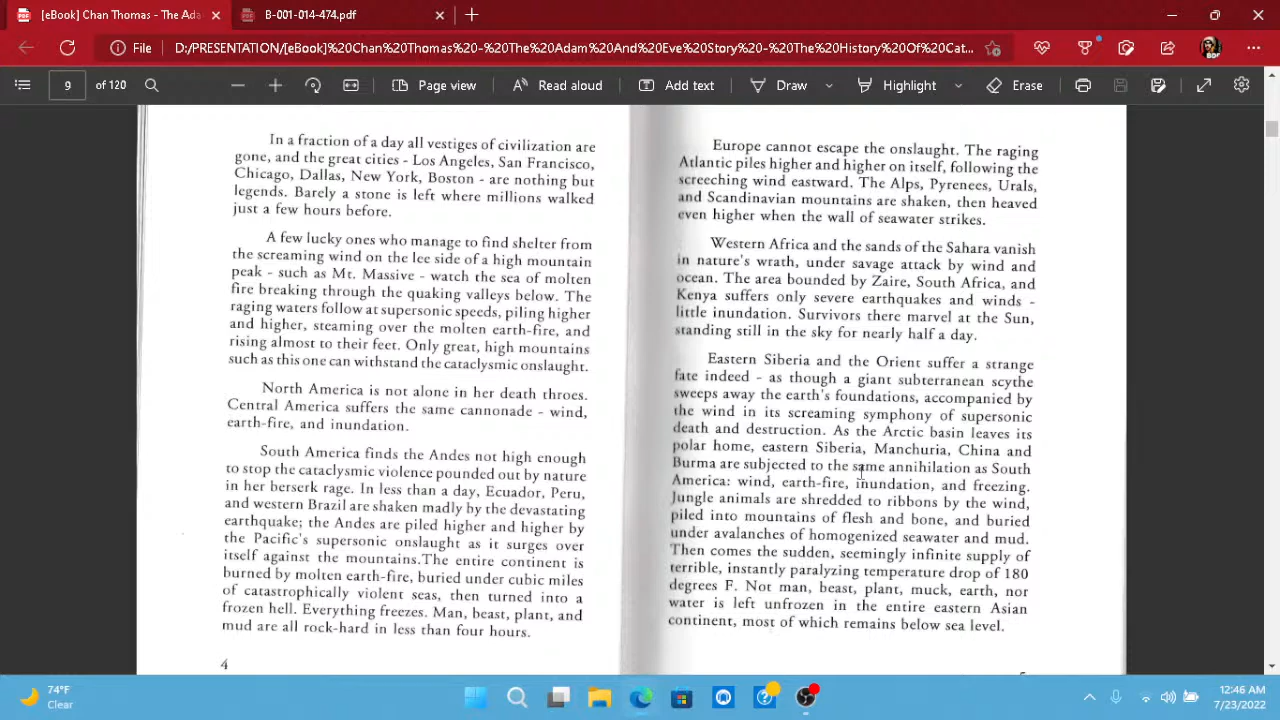 [eBook] Chan Thomas - The Ada
B-001-014-474.pdf
File
D:/PRESENTATION/[eBook]%20Chan%20Thomas%20-%20The%20Adam%20And%20Eve%20Story%20-%20The%20History%20Of%20Cat...
9
of 120
Page view
Read aloud
Add text
Draw
Highlight
Erase
In a fraction of a day all vestiges of civilization are
gone, and the great cities - Los Angeles, San Francisco,
Chicago, Dallas, New York, Boston - are nothing but
legends. Barely a stone is left where millions walked
just a few hours before.
A few lucky ones who manage to find shelter from
the screaming wind on the lee side of a high mountain
peak - such as Mt. Massive - watch the sea of molten
fire breaking through the quaking valleys below. The
raging waters follow at supersonic speeds, piling higher
and higher, steaming over the molten earth-fire, and
rising almost to their feet. Only great, high mountains
such as this one can withstand the cataclysmic onslaught.
North America is not alone in her death throes.
Central America suffers the same cannonade - wind,
earth-fire, and inundation.
South America finds the Andes not high enough
to stop the cataclysmic violence pounded out by nature
in her berserk rage. In less than a day, Ecuador, Peru,
and western Brazil are shaken madly by the devastating
earthquake; the Andes are piled higher and higher by
the Pacific's supersonic onslaught as it surges over
itself against the mountains.The entire continent is
burned by molten earth-fire, buried under cubic miles
of catastrophically violent seas, then turned into a
frozen hell. Everything freezes. Man, beast, plant, and
mud are all rock-hard in less than four hours.
4
Europe cannot escape the onslaught. The raging
Atlantic piles higher and higher on itself, following the
screeching wind eastward. The Alps, Pyrenees, Urals,
and Scandinavian mountains are shaken, then heaved
even higher when the wall of seawater strikes.
Western Africa and the sands of the Sahara vanish
in nature's wrath, under savage attack by wind and
ocean. The area bounded by Zaire, South Africa, and
Kenya suffers only severe earthquakes and winds -
little inundation. Survivors there marvel at the Sun,
standing still in the sky for nearly half a day.
Eastern Siberia and the Orient suffer a strange
fate indeed - as though a giant subterranean scythe
sweeps away the earth's foundations, accompanied by
the wind in its screaming symphony of supersonic
death and destruction. As the Arctic basin leaves its
polar home, eastern Siberia, Manchuria, China and
Burma are subjected to the same annihilation as South
America: wind, earth-fire, inundation, and freezing.
Jungle animals are shredded to ribbons by the wind,
piled into mountains of flesh and bone, and buried
under avalanches of homogenized seawater and mud.
Then comes the sudden, seemingly infinite supply of
terrible, instantly paralyzing temperature drop of 180
degrees F. Not man, beast, plant, muck, earth, nor
water is left unfrozen in the entire eastern Asian
continent, most of which remains below sea level.
74°F
Clear
12:46 AM
7/23/2022